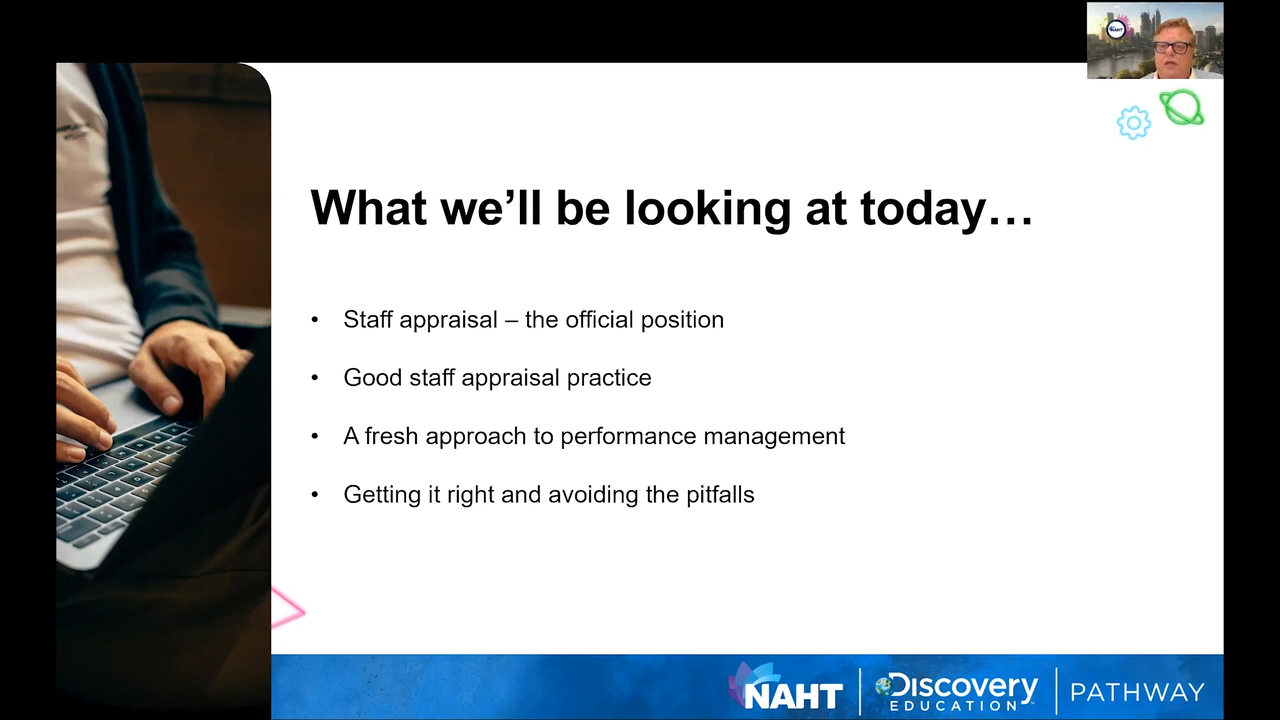 NAHT
What we’ll be looking at today…
• Staff appraisal – the official position
• Good staff appraisal practice
• A fresh approach to performance management
• Getting it right and avoiding the pitfalls
NAHT
Discovery
EDUCATION
PATHWAY